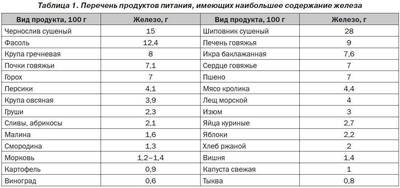 Таблица 1. Перечень продуктов питания, имеющих наибольшее содержание железа
Вид продукта, 100 г Железо, г Вид продукта, 100 г Железо, г
Чернослив сушеный 15 Шиповник сушеный 28
Фасоль 12,4 Печень говяжья 9
Крупа гречневая 8 Икра баклажанная 7,6
Почки говяжьи 7,1 Сердце говяжье 7
Горох 7 Пшено 7
Персики 4,1 Мясо кролика 4,4
Крупа овсяная 3,9 Лещ морской 4
Груши 2,3 Изюм 3
Сливы, абрикосы 2,1 Яйца куриные 2,7
Малина 1,6 Яблоки 2,2
Смородина 1,3 Хлеб ржаной 2
Морковь 1,2–1,4 Вишня 1,4
Картофель 0,9 Капуста свежая 1
Виноград 0,6 Тыква 0,8